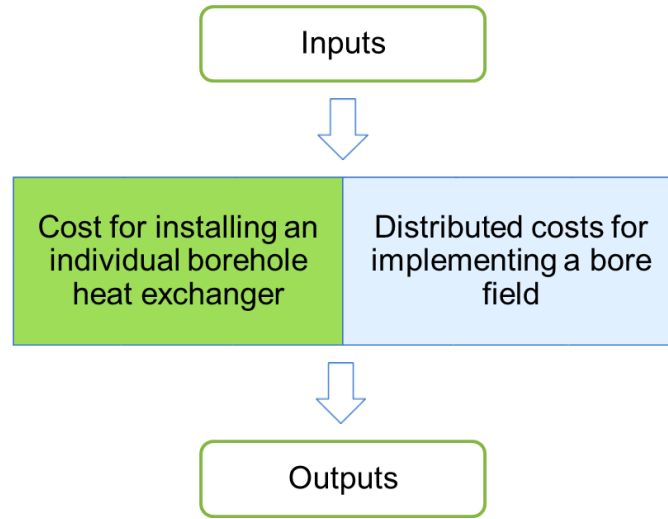 Inputs
Cost for installing an
individual borehole
heat exchanger
Distributed costs for
implementing a bore
field
Outputs